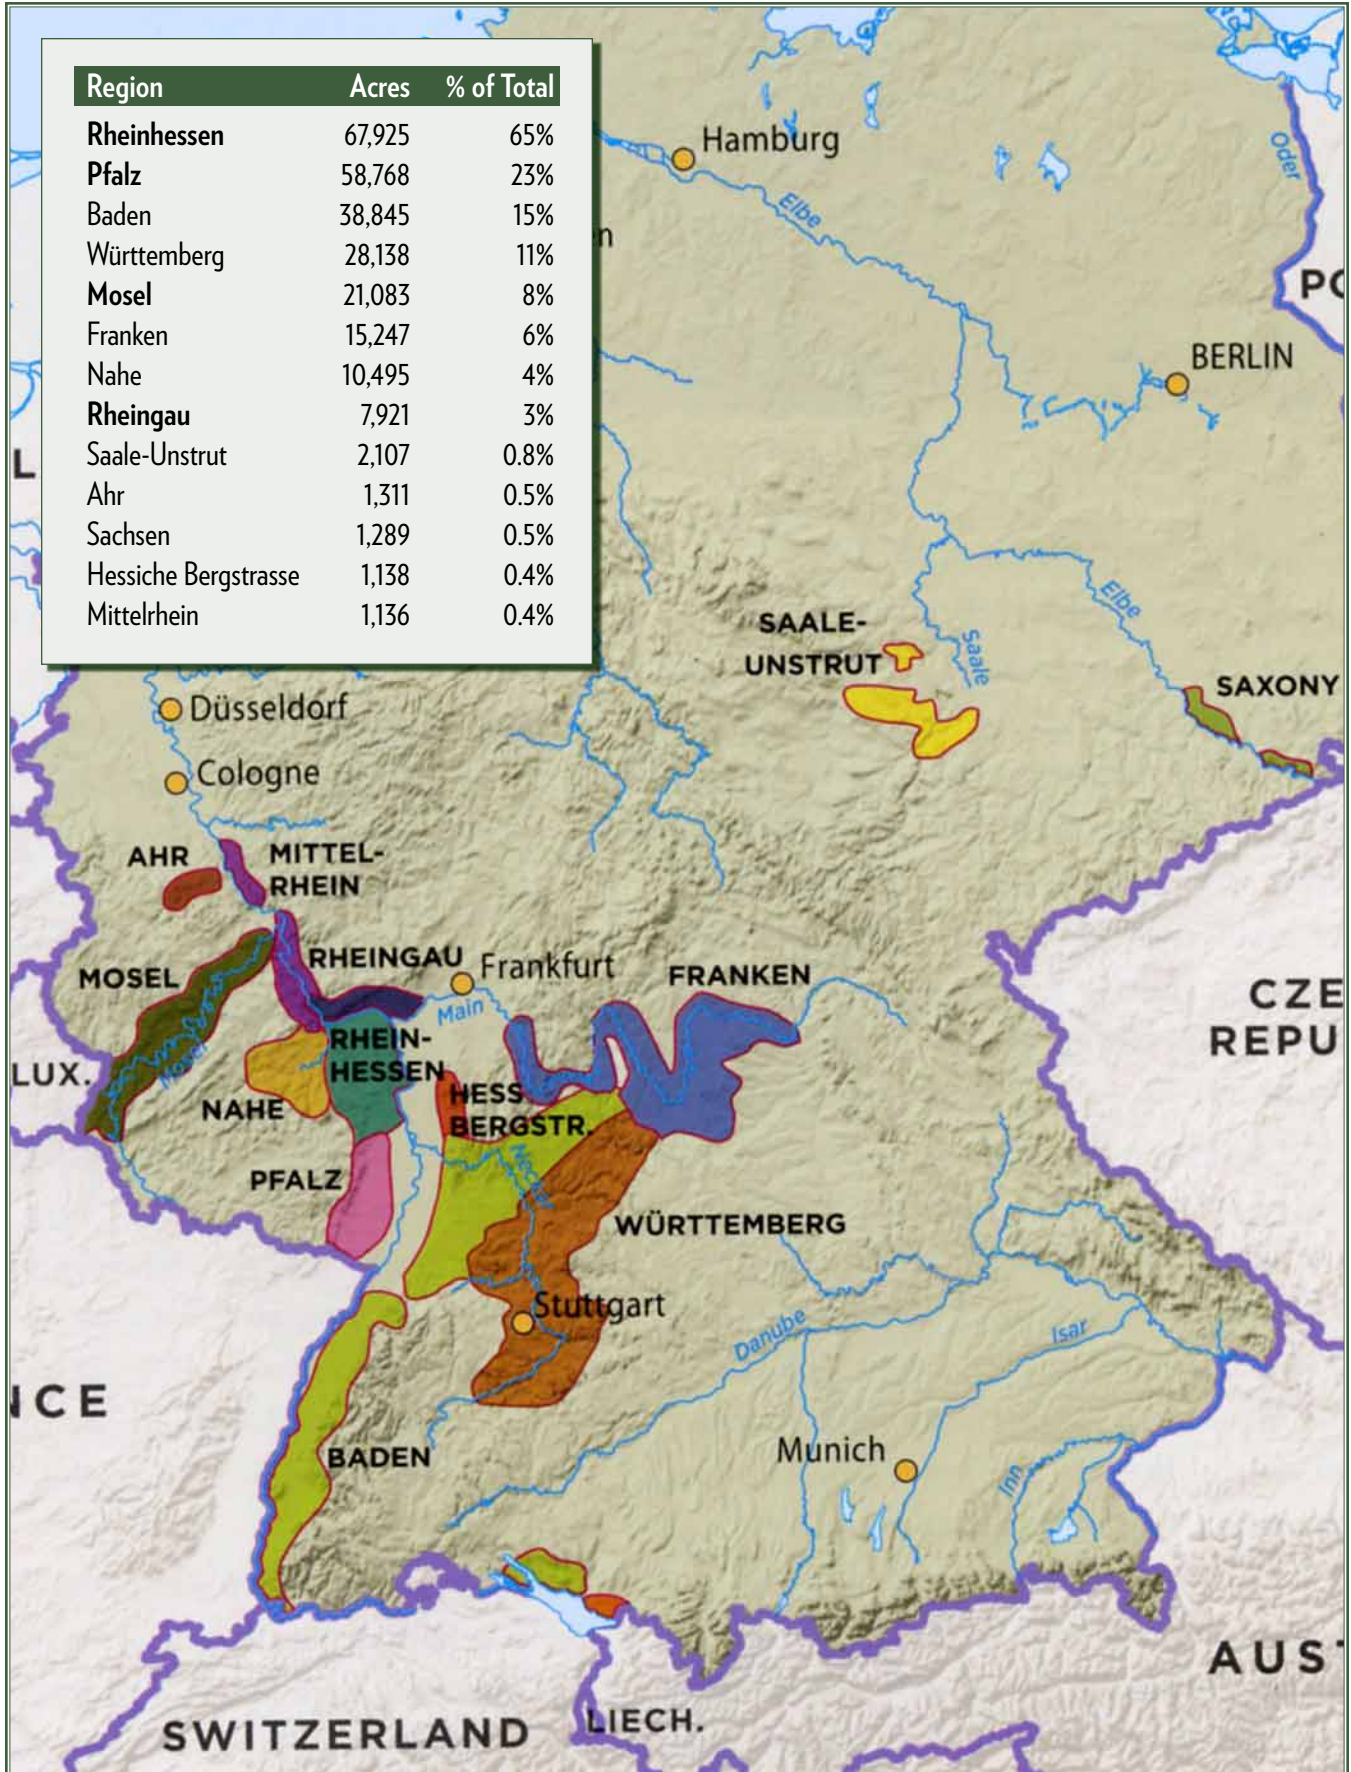 Region Acres % of Total
Rheinhessen 67,925 65%
Pfalz 58,768 23%
Baden 38,845 15%
Württemberg 28,138 11%
Mosel 21,083 8%
Franken 15,247 6%
Nahe 10,495 4%
Rheingau 7,921 3%
Saale-Unstrut 2,107 0.8%
Ahr 1,311 0.5%
Sachsen 1,289 0.5%
Hessiche Bergstrasse 1,138 0.4%
Mittelrhein 1,136 0.4%
Hamburg
Oder
Elbe
en
PO
BERLIN
L
Elbe
SAALE-
UNSTRUT
Saale
SAXONY
Düsseldorf
Cologne
AHR
MITTEL-
RHEIN
RHEINGAU
Frankfurt
FRANKEN
MOSEL
Main
CZE
REPU
RHEIN-
HESSEN
Mosel
LUX.
NAHE
HESS
BERGSTR.
Neckar
PFALZ
WÜRTTEMBERG
Stuttgart
Danube
Isar
NCE
BADEN
Munich
Inn
AUST
SWITZERLAND
LIECH.